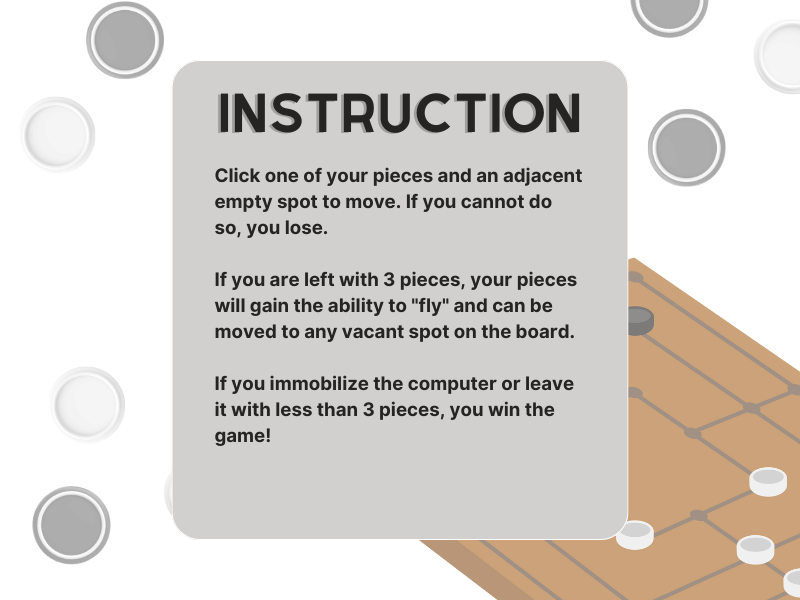 INSTRUCTION
Click one of your pieces and an adjacent
empty spot to move. If you cannot do
so, you lose.
If you are left with 3 pieces, your pieces
will gain the ability to "fly" and can be
moved to any vacant spot on the board.
If you immobilize the computer or leave
it with less than 3 pieces, you win the
game!